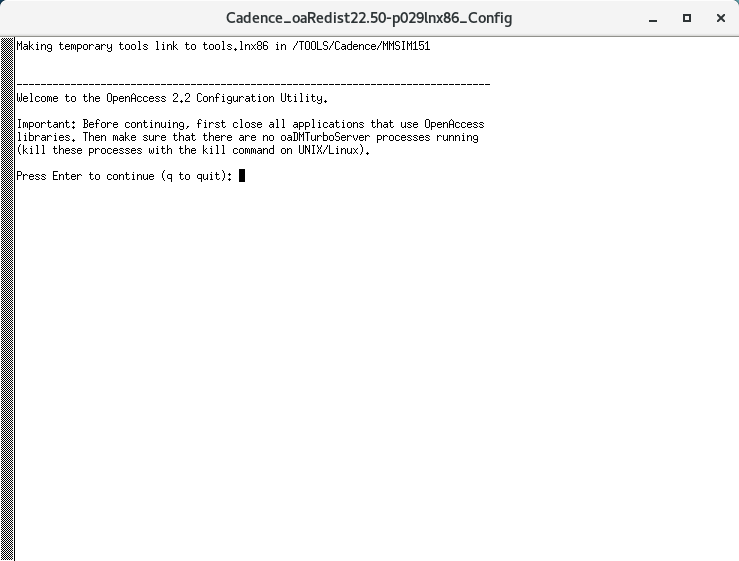 Cadence_oaRedist22.50-p029lnx86_Config
Making temporary tools link to tools.lnx86 in /TOOLS/Cadence/MMSIM151
-------------------------------------------------------------------------------
Welcome to the OpenAccess 2.2 Configuration Utility.
Important: Before continuing, first close all applications that use OpenAccess
libraries. Then make sure that there are no oaDMTurboServer processes running
(kill these processes with the kill command on UNIX/Linux).
Press Enter to continue (q to quit):